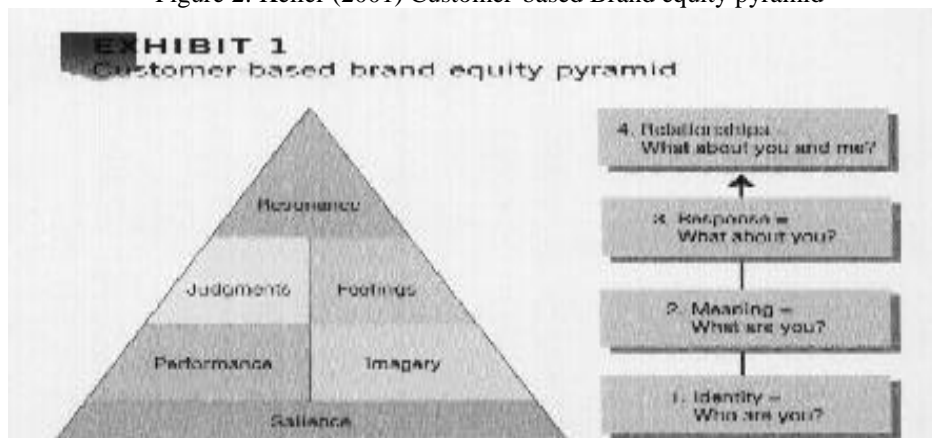 Figure 2: Keller (2001) Customer-based Brand equity pyramid
EXHIBIT 1
Customer-based brand equity pyramid
Resonance
Judgments
Feelings
Performance
Imagery
Salience
4. Relationships =
What about you and me?
3. Response =
What about you?
2. Meaning =
What are you?
1. Identity =
Who are you?